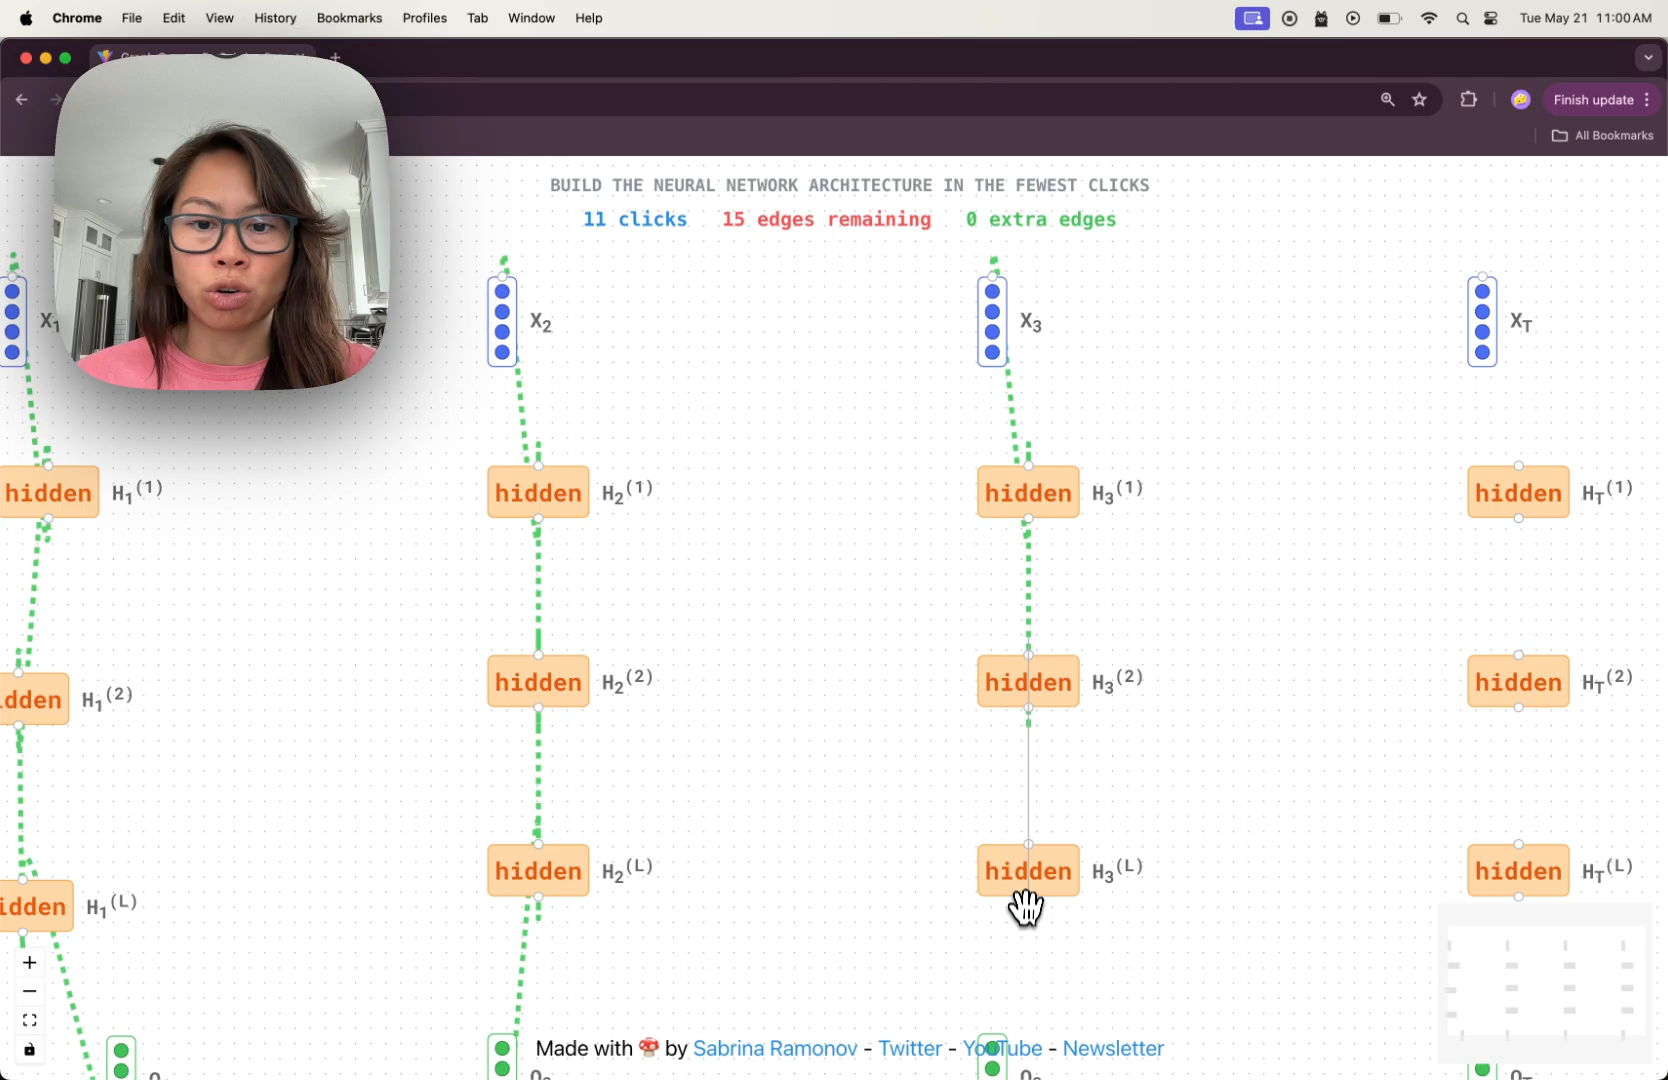 Chrome File Edit View History Bookmarks Profiles Tab Window Help Tue May 21 11:00 AM
Finish update
All Bookmarks
BUILD THE NEURAL NETWORK ARCHITECTURE IN THE FEWEST CLICKS
11 clicks 15 edges remaining 0 extra edges
X1 X2 X3 XT
hidden H1(1) hidden H2(1) hidden H3(1) hidden HT(1)
hidden H2(2) hidden H3(2) hidden HT(2)
idden H1(2)
hidden H2(L) hidden H3(L) hidden HT(L)
idden H1(L)
Made with 🍄 by Sabrina Ramonov - Twitter - YouTube - Newsletter